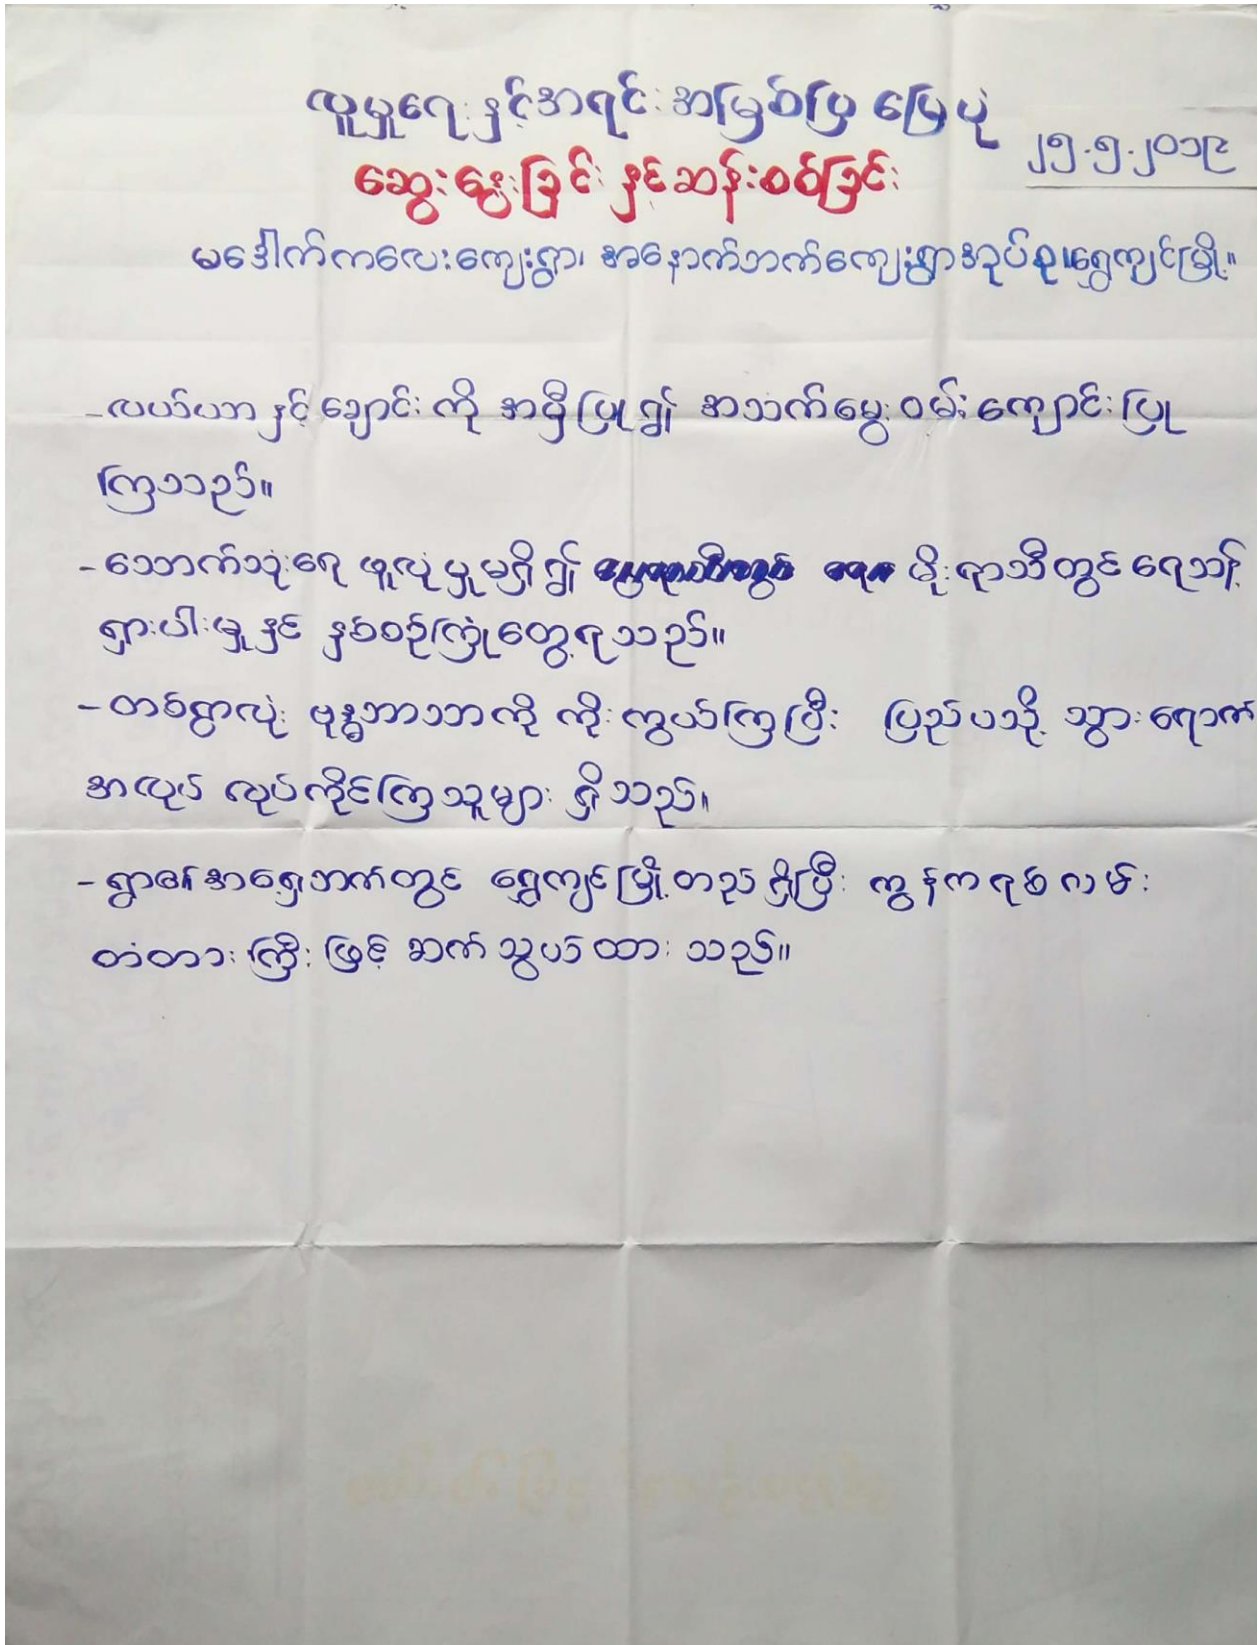 လူမှုရေးနှင့်အရင်းအမြစ်ပြ မြေပုံ
၂၅.၅.၂၀၁၉
ဆွေးနွေးခြင်းနှင့်ဆန်းစစ်ခြင်း
မဒေါက်ကလေးကျေးရွာ၊ အနောက်ဘက်ကျေးရွာအုပ်စု၊ ရွှေကျင်မြို့။
-လယ်ယာနှင့်ချောင်းကို အမှီပြု၍ အသက်မွေးဝမ်းကျောင်းပြု
ကြသည်။
-သောက်သုံးရေ ဖူလုံမှုမရှိ၍ မိုးရာသီတွင် ရေသန့်
ရှားပါးမှုနှင့် နှစ်စဉ်ကြုံတွေ့ရသည်။
-တစ်ရွာလုံး ဗုဒ္ဓဘာသာကို ကိုးကွယ်ကြပြီး ပြည်ပသို့ သွားရောက်
အလုပ် လုပ်ကိုင်ကြသူများ ရှိသည်။
-ရွာ၏အရှေ့ဘက်တွင် ရွှေကျင်မြို့တည်ရှိပြီး ကွန်ကရစ်လမ်း
တံတားကြီးဖြင့် ဆက်သွယ်ထားသည်။